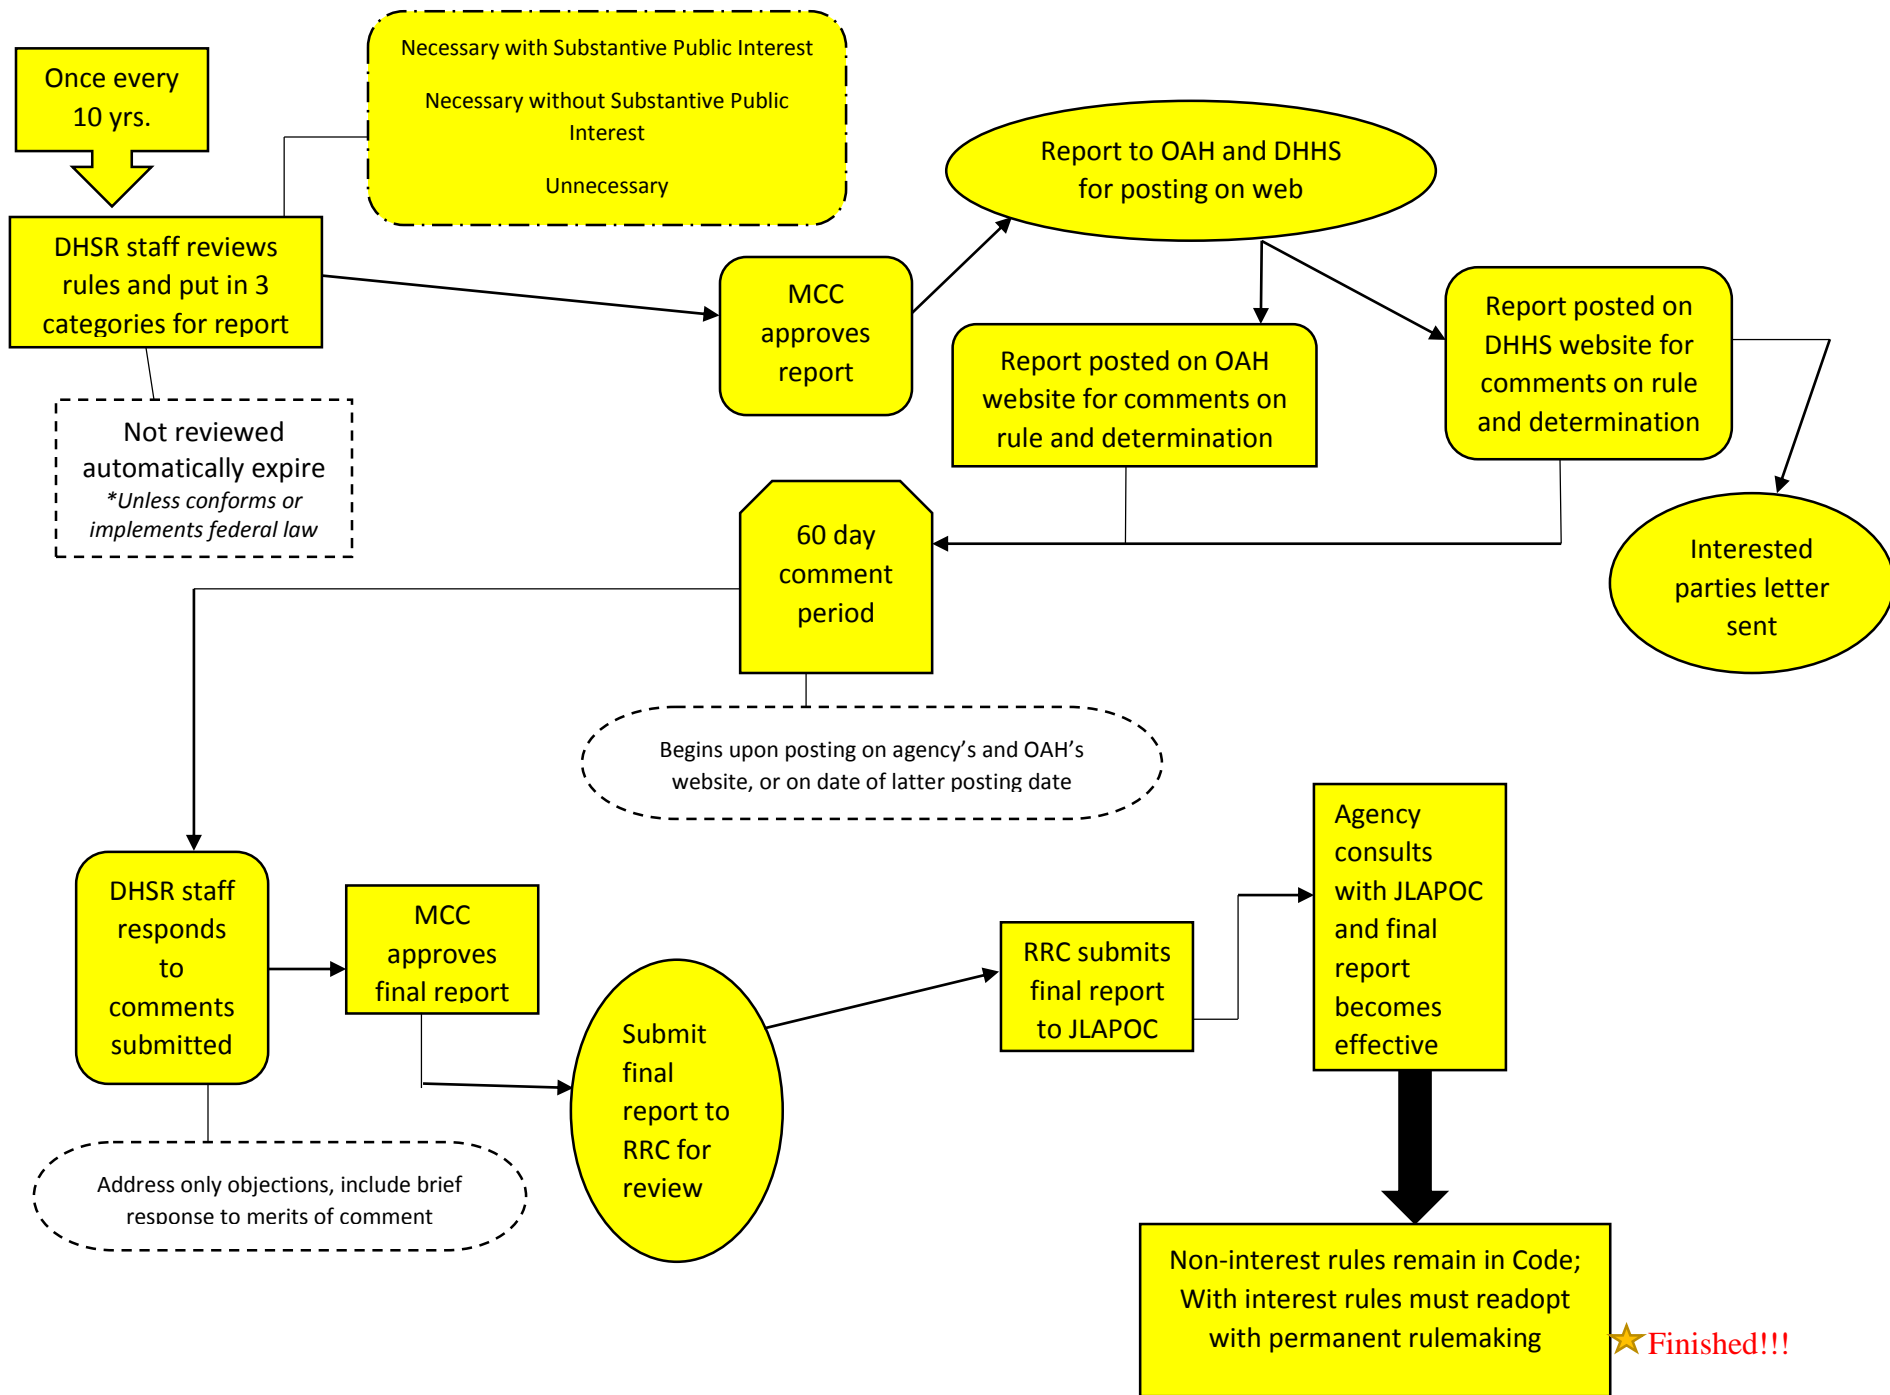 Once every
10 yrs.
Necessary with Substantive Public Interest
Necessary without Substantive Public
Interest
Unnecessary
DHSR staff reviews
rules and put in 3
categories for report
Not reviewed
automatically expire
*Unless conforms or
implements federal law
MCC
approves
report
Report to OAH and DHHS
for posting on web
Report posted on OAH
website for comments on
rule and determination
Report posted on
DHHS website for
comments on rule
and determination
Interested
parties letter
sent
60 day
comment
period
Begins upon posting on agency’s and OAH’s
website, or on date of latter posting date
DHSR staff
responds
to
comments
submitted
Address only objections, include brief
response to merits of comment
MCC
approves
final report
Submit
final
report to
RRC for
review
RRC submits
final report
to JLAPOC
Agency
consults
with JLAPOC
and final
report
becomes
effective
Non-interest rules remain in Code;
With interest rules must readopt
with permanent rulemaking
Finished!!!